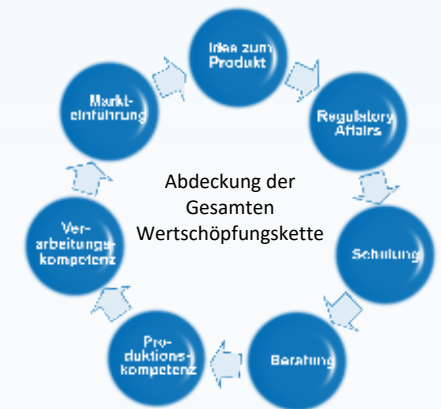 Idee zum
Produkt
Regulatory
Affairs
Schulung
Beratung
Pro-
duktions-
kompetenz
Ver-
arbeitungs-
kompetenz
Markt-
einführung
Abdeckung der
Gesamten
Wertschöpfungskette